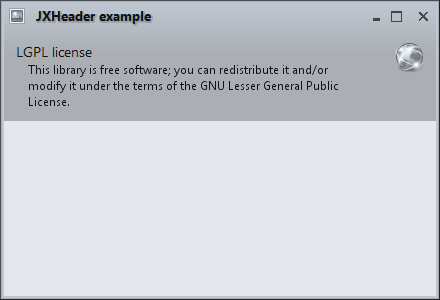 JXHeader example
LGPL license
This library is free software; you can redistribute it and/or
modify it under the terms of the GNU Lesser General Public
License.